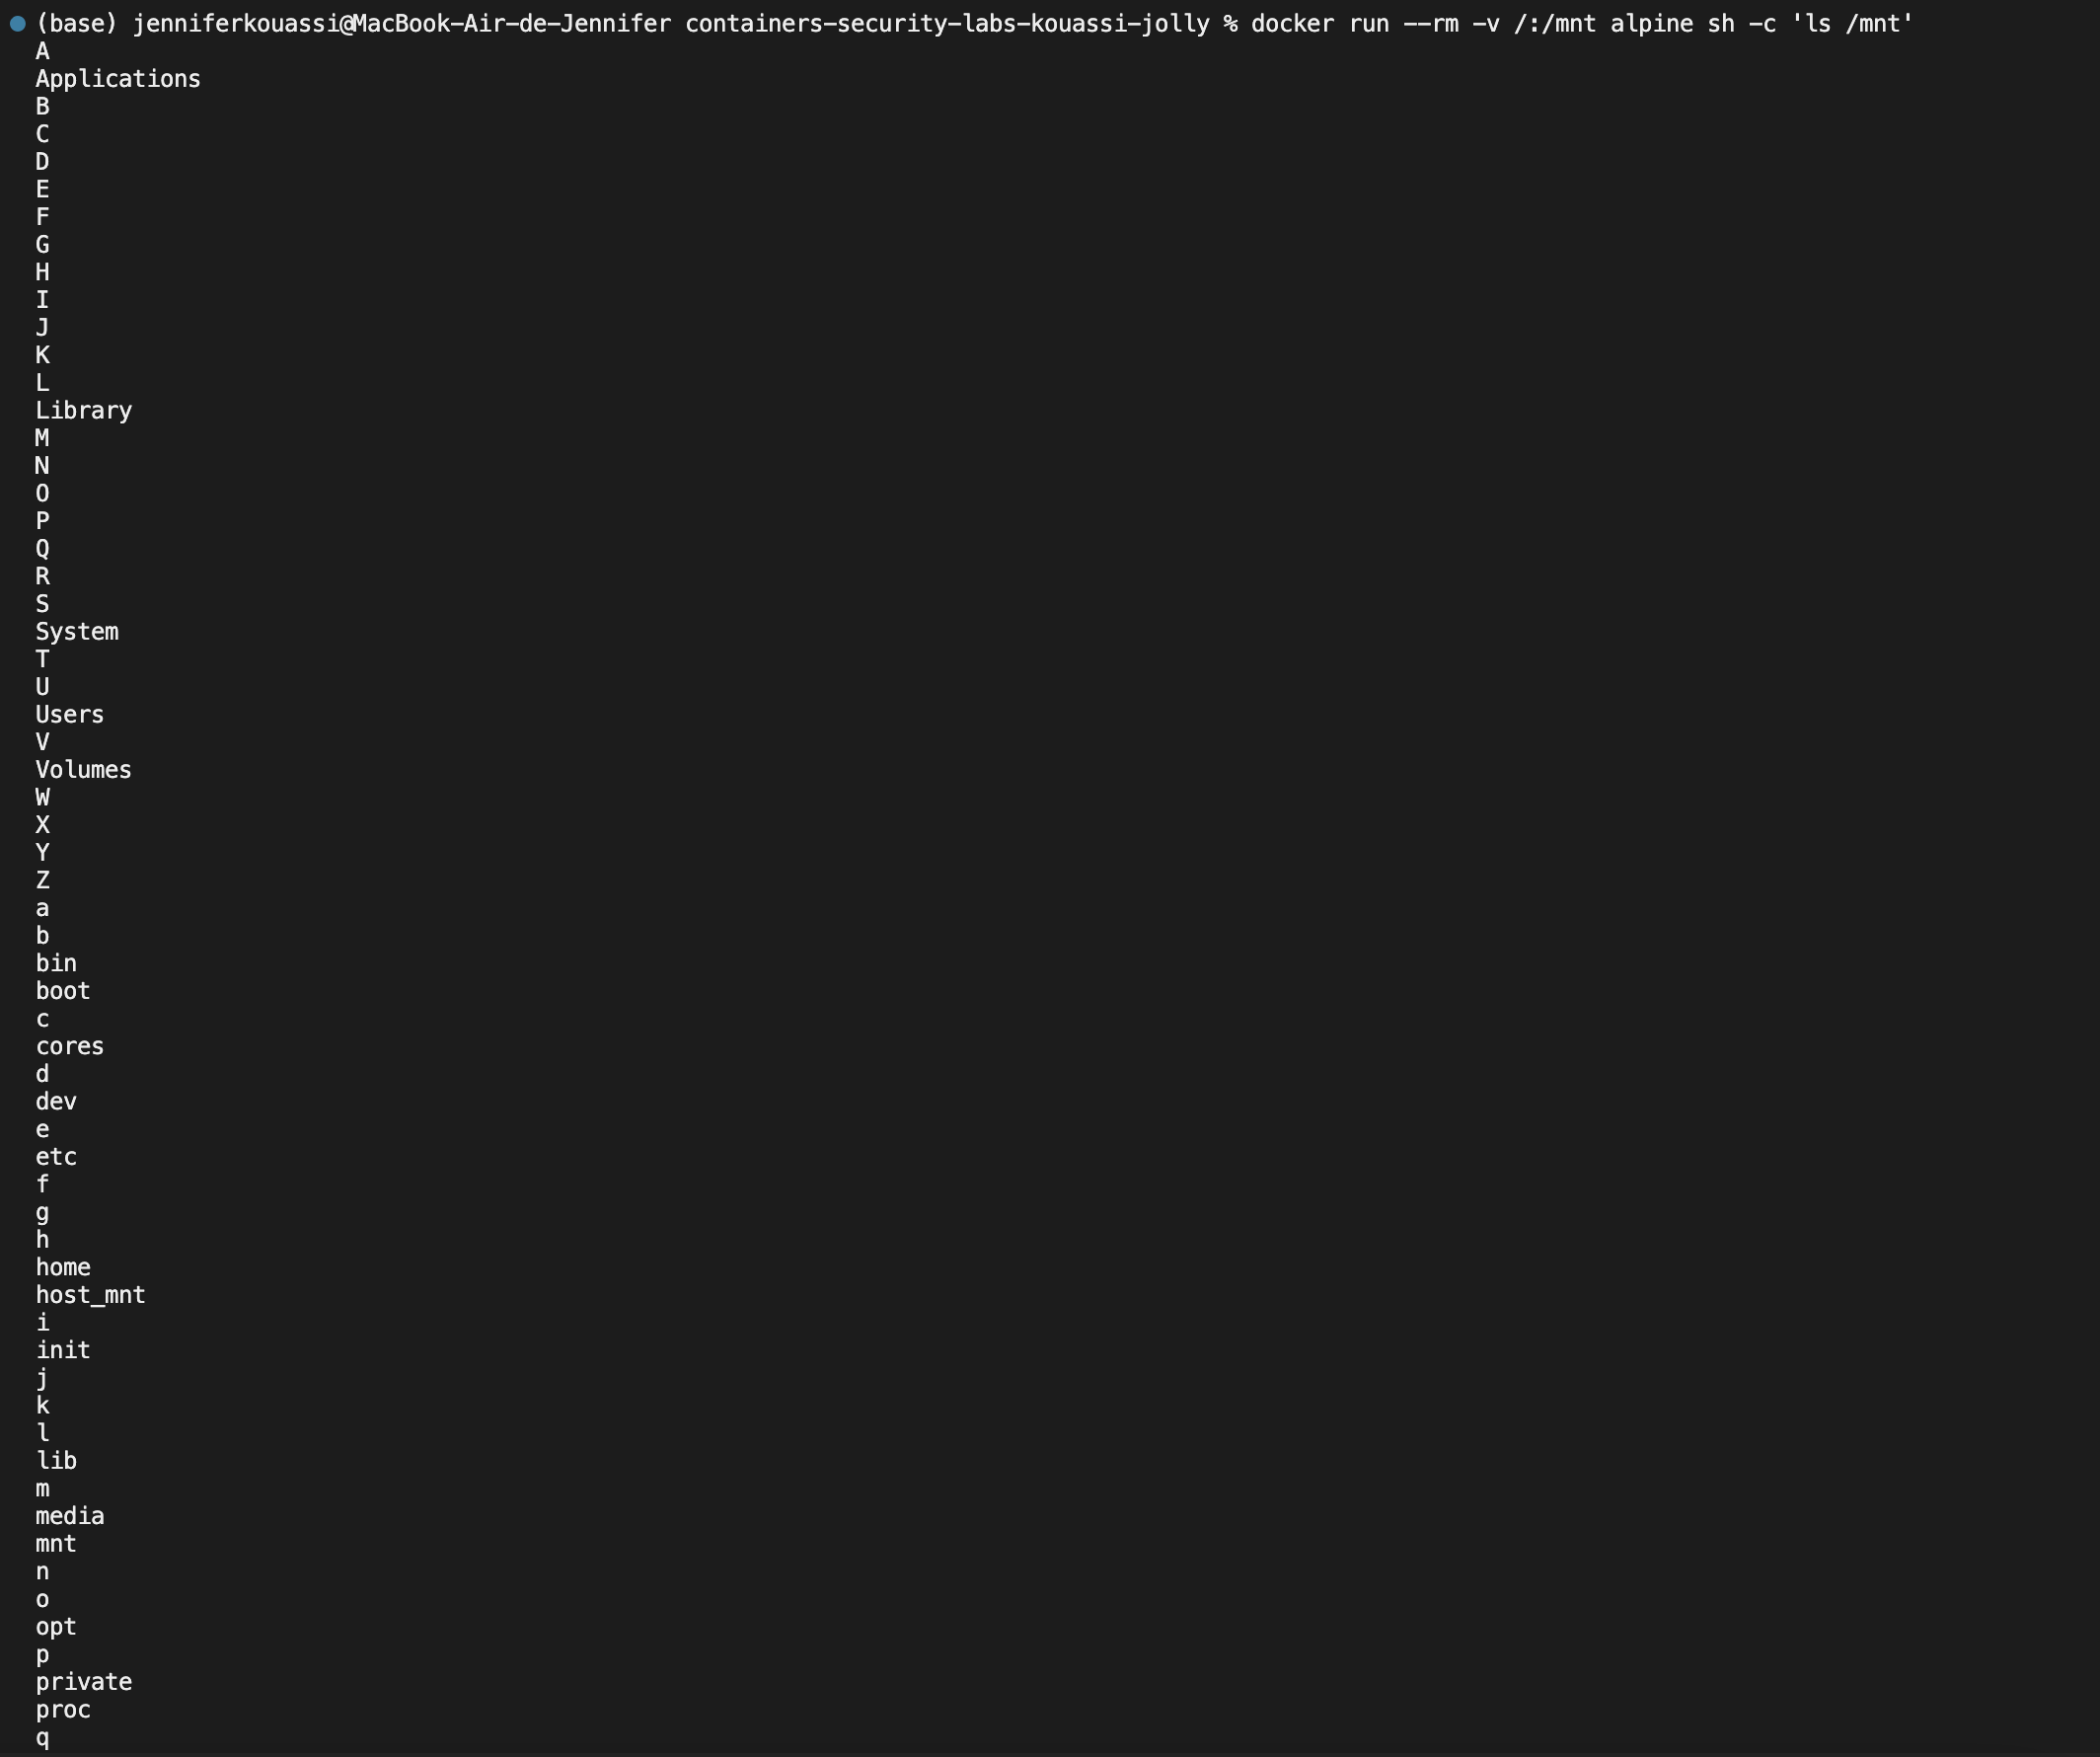 (base) jenniferkouassi@MacBook-Air-de-Jennifer containers-security-labs-kouassi-jolly % docker run --rm -v /:/mnt alpine sh -c 'ls /mnt'
A
Applications
B
C
D
E
F
G
H
I
J
K
L
Library
M
N
O
P
Q
R
S
System
T
U
Users
V
Volumes
W
X
Y
Z
a
b
bin
boot
c
cores
d
dev
e
etc
f
g
h
home
host_mnt
i
init
j
k
l
lib
m
media
mnt
n
o
opt
p
private
proc
q